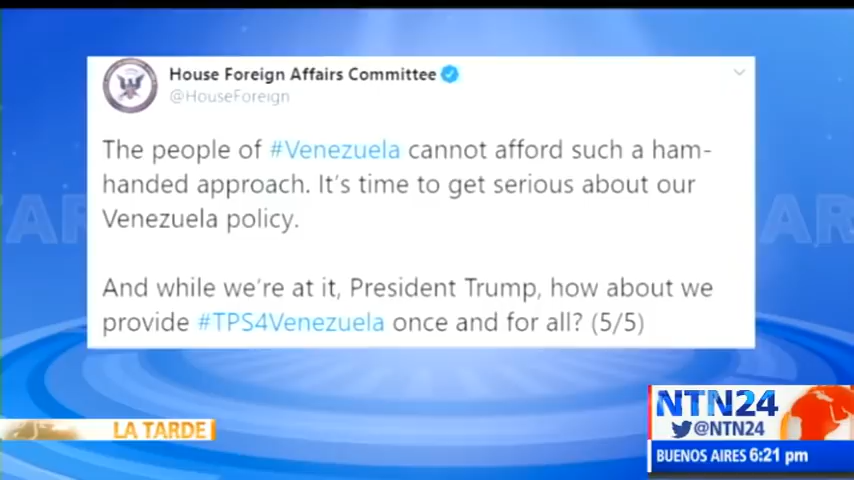 House Foreign Affairs Committee
@HouseForeign
The people of #Venezuela cannot afford such a ham-
handed approach. It's time to get serious about our
Venezuela policy.
And while we're at it, President Trump, how about we
provide #TPS4Venezuela once and for all? (5/5)
LA TARDE
NTN24
@NTN24
BUENOS AIRES 6:21 pm